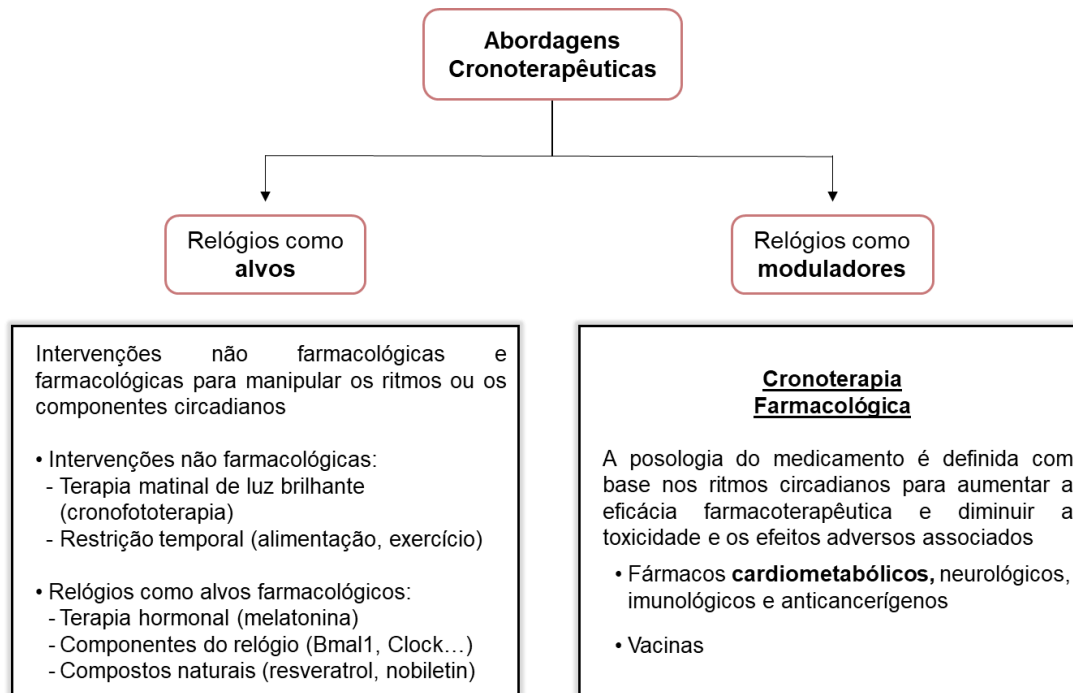 Abordagens
Cronoterapêuticas
Relógios como
alvos
Relógios como
moduladores
Intervenções não farmacológicas e
farmacológicas para manipular os ritmos ou os
componentes circadianos
• Intervenções não farmacológicas:
- Terapia matinal de luz brilhante
(cronofototerapia)
- Restrição temporal (alimentação, exercício)
• Relógios como alvos farmacológicos:
- Terapia hormonal (melatonina)
- Componentes do relógio (Bmal1, Clock...)
- Compostos naturais (resveratrol, nobiletin)
Cronoterapia
Farmacológica
A posologia do medicamento é definida com
base nos ritmos circadianos para aumentar a
eficácia farmacoterapêutica e diminuir a
toxicidade e os efeitos adversos associados
• Fármacos cardiometabólicos, neurológicos,
imunológicos e anticancerígenos
• Vacinas